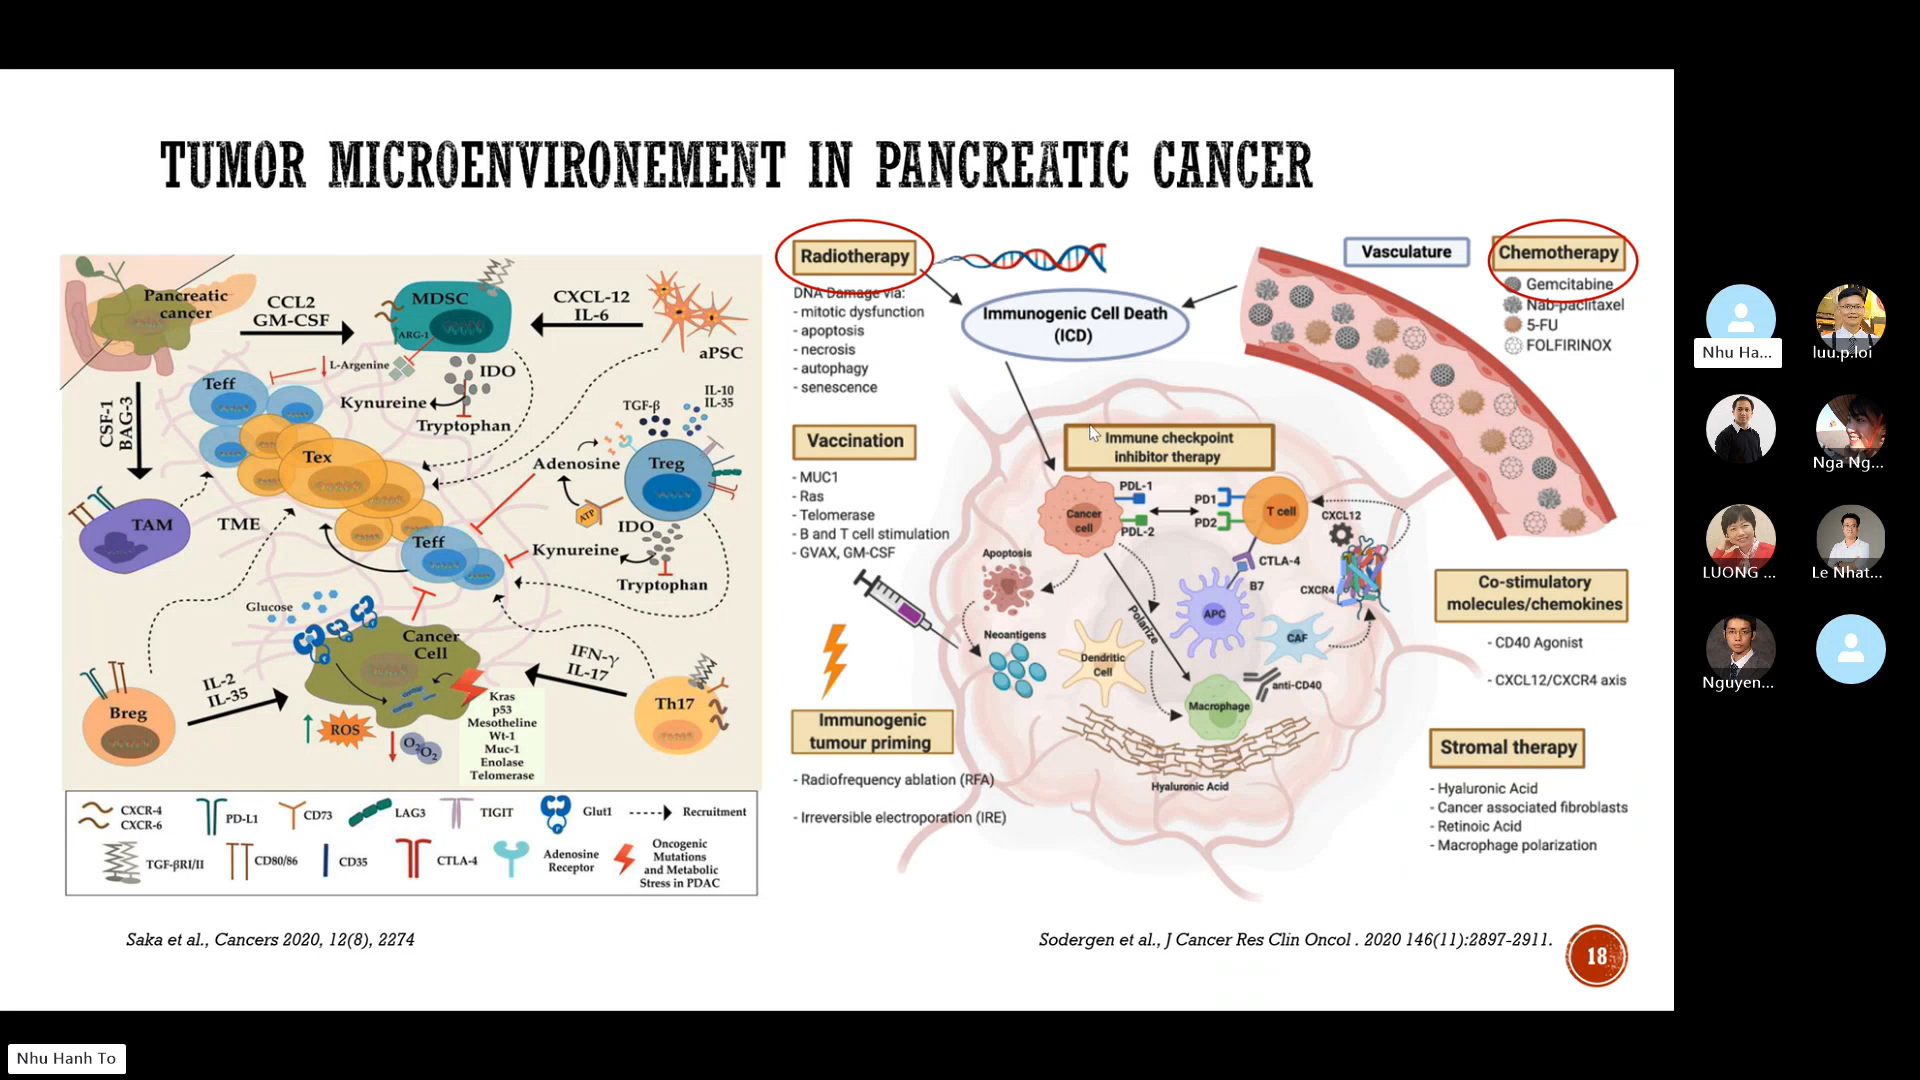 TUMOR MICROENVIRONEMENT IN PANCREATIC CANCER
Pancreatic
cancer
CCL2
GM-CSF
MDSC
ARG-1
CXCL-12
IL-6
aPSC
L-Arginine
IDO
Kynureine
Tryptophan
Teff
CSF-1
BAG-3
Tex
TGF-β
IL-10
IL-35
Adenosine
Treg
ATP
TAM
TME
IDO
Teff
Kynureine
Tryptophan
Glucose
Cancer
Cell
IFN-γ
IL-17
IL-2
IL-35
Breg
ROS
O₂
O₂
Kras
p53
Mesotheline
Wt-1
Muc-1
Enolase
Telomerase
Th17
CXCR-4
CXCR-6
PD-L1
CD73
LAG3
TIGIT
Glut1
Recruitment
TGF-βRI/II
CD80/86
CD35
CTLA-4
Adenosine
Receptor
Oncogenic
Mutations
and Metabolic
Stress in PDAC
Saka et al., Cancers 2020, 12(8), 2274
Radiotherapy
DNA Damage via:
- mitotic dysfunction
- apoptosis
- necrosis
- autophagy
- senescence
Immunogenic Cell Death
(ICD)
Vasculature
Chemotherapy
Gemcitabine
Nab-paclitaxel
5-FU
FOLFIRINOX
Vaccination
- MUC1
- Ras
- Telomerase
- B and T cell stimulation
- GVAX, GM-CSF
Immune checkpoint
inhibitor therapy
Cancer
cell
PDL-1
PDL-2
PD1
PD2
T cell
CXCL12
CTLA-4
B7
CXCR4
APC
CAF
Apoptosis
Neoantigens
Polarize
Dendritic
Cell
Macrophage
anti-CD40
Hyaluronic Acid
Immunogenic
tumour priming
- Radiofrequency ablation (RFA)
- Irreversible electroporation (IRE)
Co-stimulatory
molecules/chemokines
- CD40 Agonist
- CXCL12/CXCR4 axis
Stromal therapy
- Hyaluronic Acid
- Cancer associated fibroblasts
- Retinoic Acid
- Macrophage polarization
Sodergen et al., J Cancer Res Clin Oncol . 2020 146(11):2897-2911.
18
Nhu Ha...
luu.p.loi
Nga Ng...
LUONG ...
Le Nhat...
Nguyen...
Nhu Hanh To